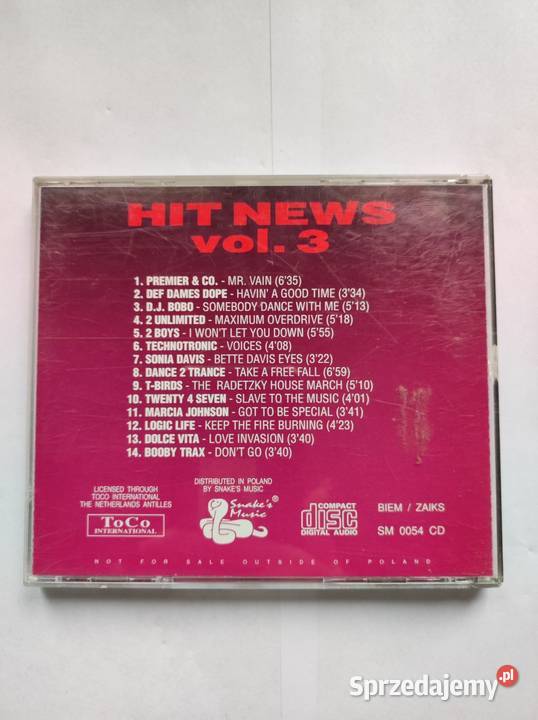 HIT NEWS
vol. 3
1. PREMIER & CO. - MR. VAIN (6'35)
2. DEF DAMES DOPE - HAVIN' A GOOD TIME (3'34)
3. D.J. BOBO - SOMEBODY DANCE WITH ME (5'13)
4. 2 UNLIMITED - MAXIMUM OVERDRIVE (5'18)
5. 2 BOYS - I WON'T LET YOU DOWN (5'55)
6. TECHNOTRONIC - VOICES (4'08)
7. SONIA DAVIS - BETTE DAVIS EYES (3'22)
8. DANCE 2 TRANCE - TAKE A FREE FALL (6'59)
9. T-BIRDS - THE RADETZKY HOUSE MARCH (5'10)
10. TWENTY 4 SEVEN - SLAVE TO THE MUSIC (4'01)
11. MARCIA JOHNSON - GOT TO BE SPECIAL (3'41)
12. LOGIC LIFE - KEEP THE FIRE BURNING (4'23)
13. DOLCE VITA - LOVE INVASION (3'40)
14. BOOBY TRAX - DON'T GO (3'40)
LICENSED THROUGH
TOCO INTERNATIONAL
THE NETHERLANDS ANTILLES
ToCo
INTERNATIONAL
DISTRIBUTED IN POLAND
BY SNAKE'S MUSIC
Snake's
Music ®
COMPACT
disc
DIGITAL AUDIO
BIEM / ZAIKS
SM 0054 CD
NOT FOR SALE OUTSIDE OF POLAND
Sprzedajemy.pl